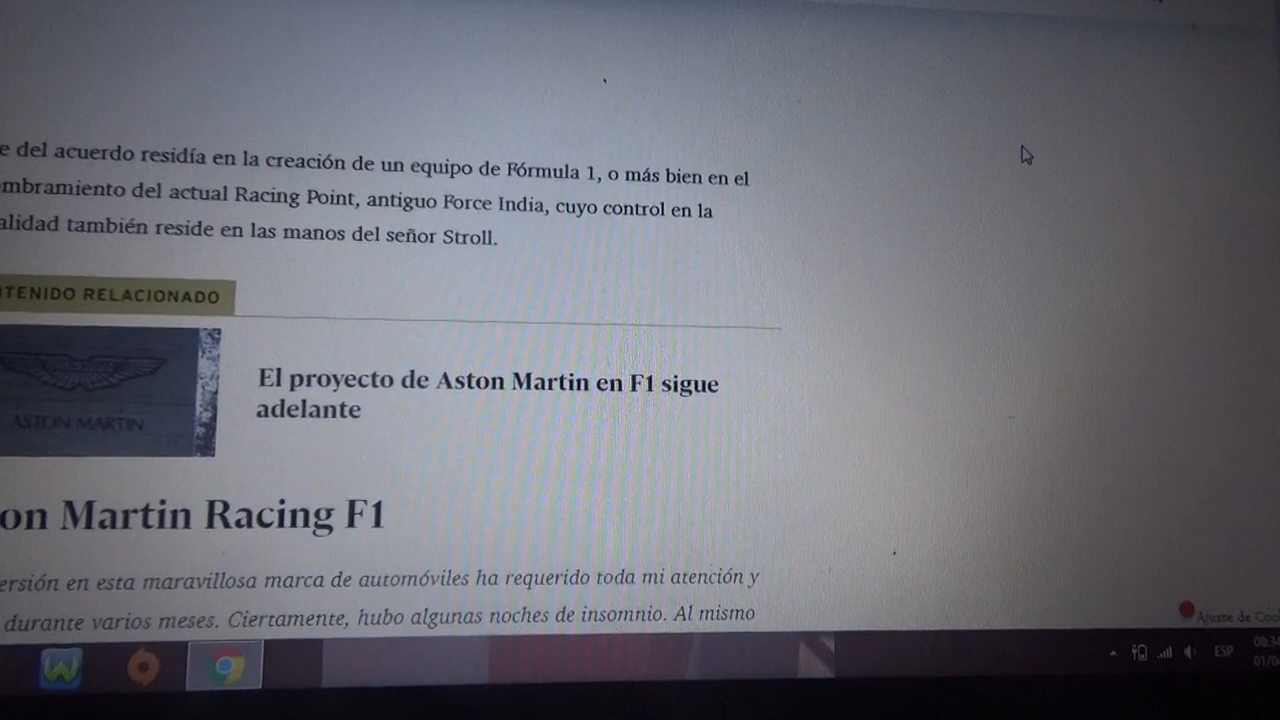 e del acuerdo residía en la creación de un equipo de Fórmula 1, o más bien en el
mbramiento del actual Racing Point, antiguo Force India, cuyo control en la
alidad también reside en las manos del señor Stroll.
TENIDO RELACIONADO
ASTON MARTIN
El proyecto de Aston Martin en F1 sigue
adelante
on Martin Racing F1
ersión en esta maravillosa marca de automóviles ha requerido toda mi atención y
durante varios meses. Ciertamente, hubo algunas noches de insomnio. Al mismo
Ajuste de
ESP